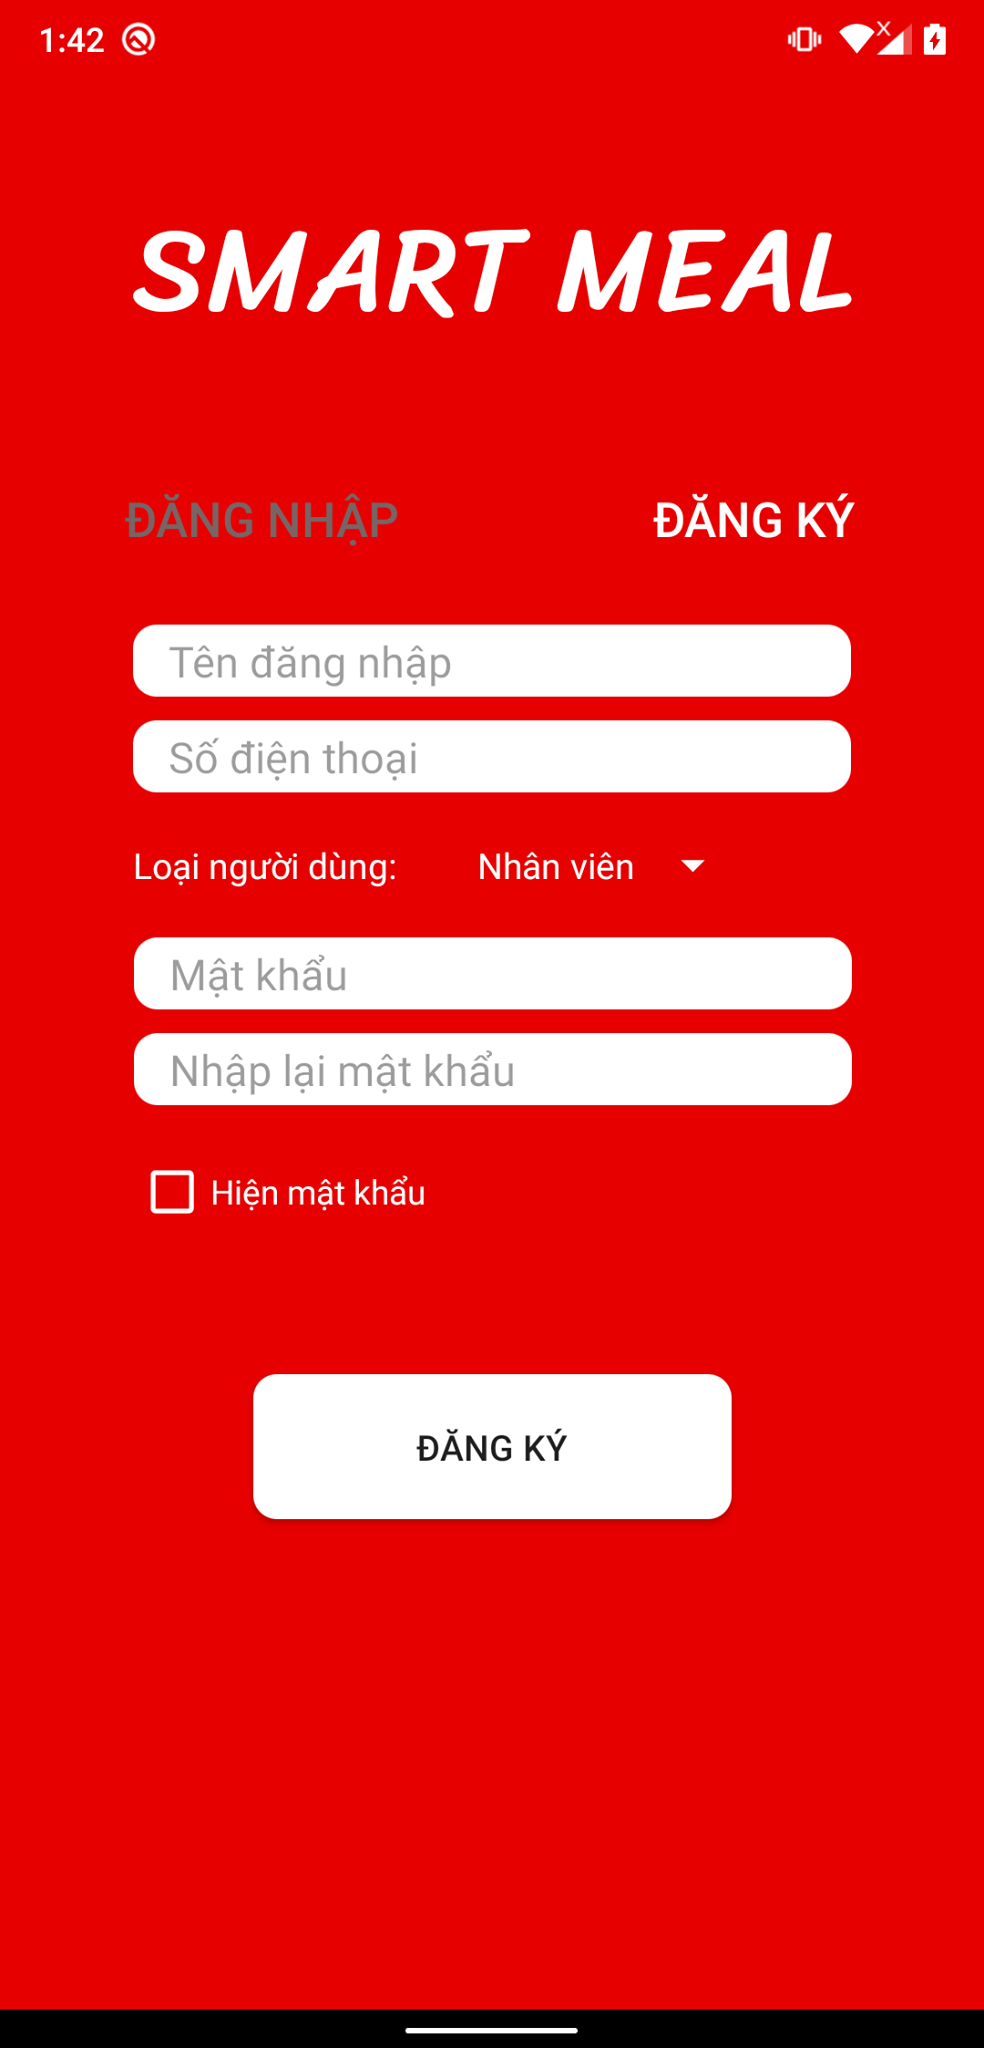 1:42
SMART MEAL
ĐĂNG NHẬP ĐĂNG KÝ
Tên đăng nhập
Số điện thoại
Loại người dùng: Nhân viên
Mật khẩu
Nhập lại mật khẩu
Hiện mật khẩu
ĐĂNG KÝ